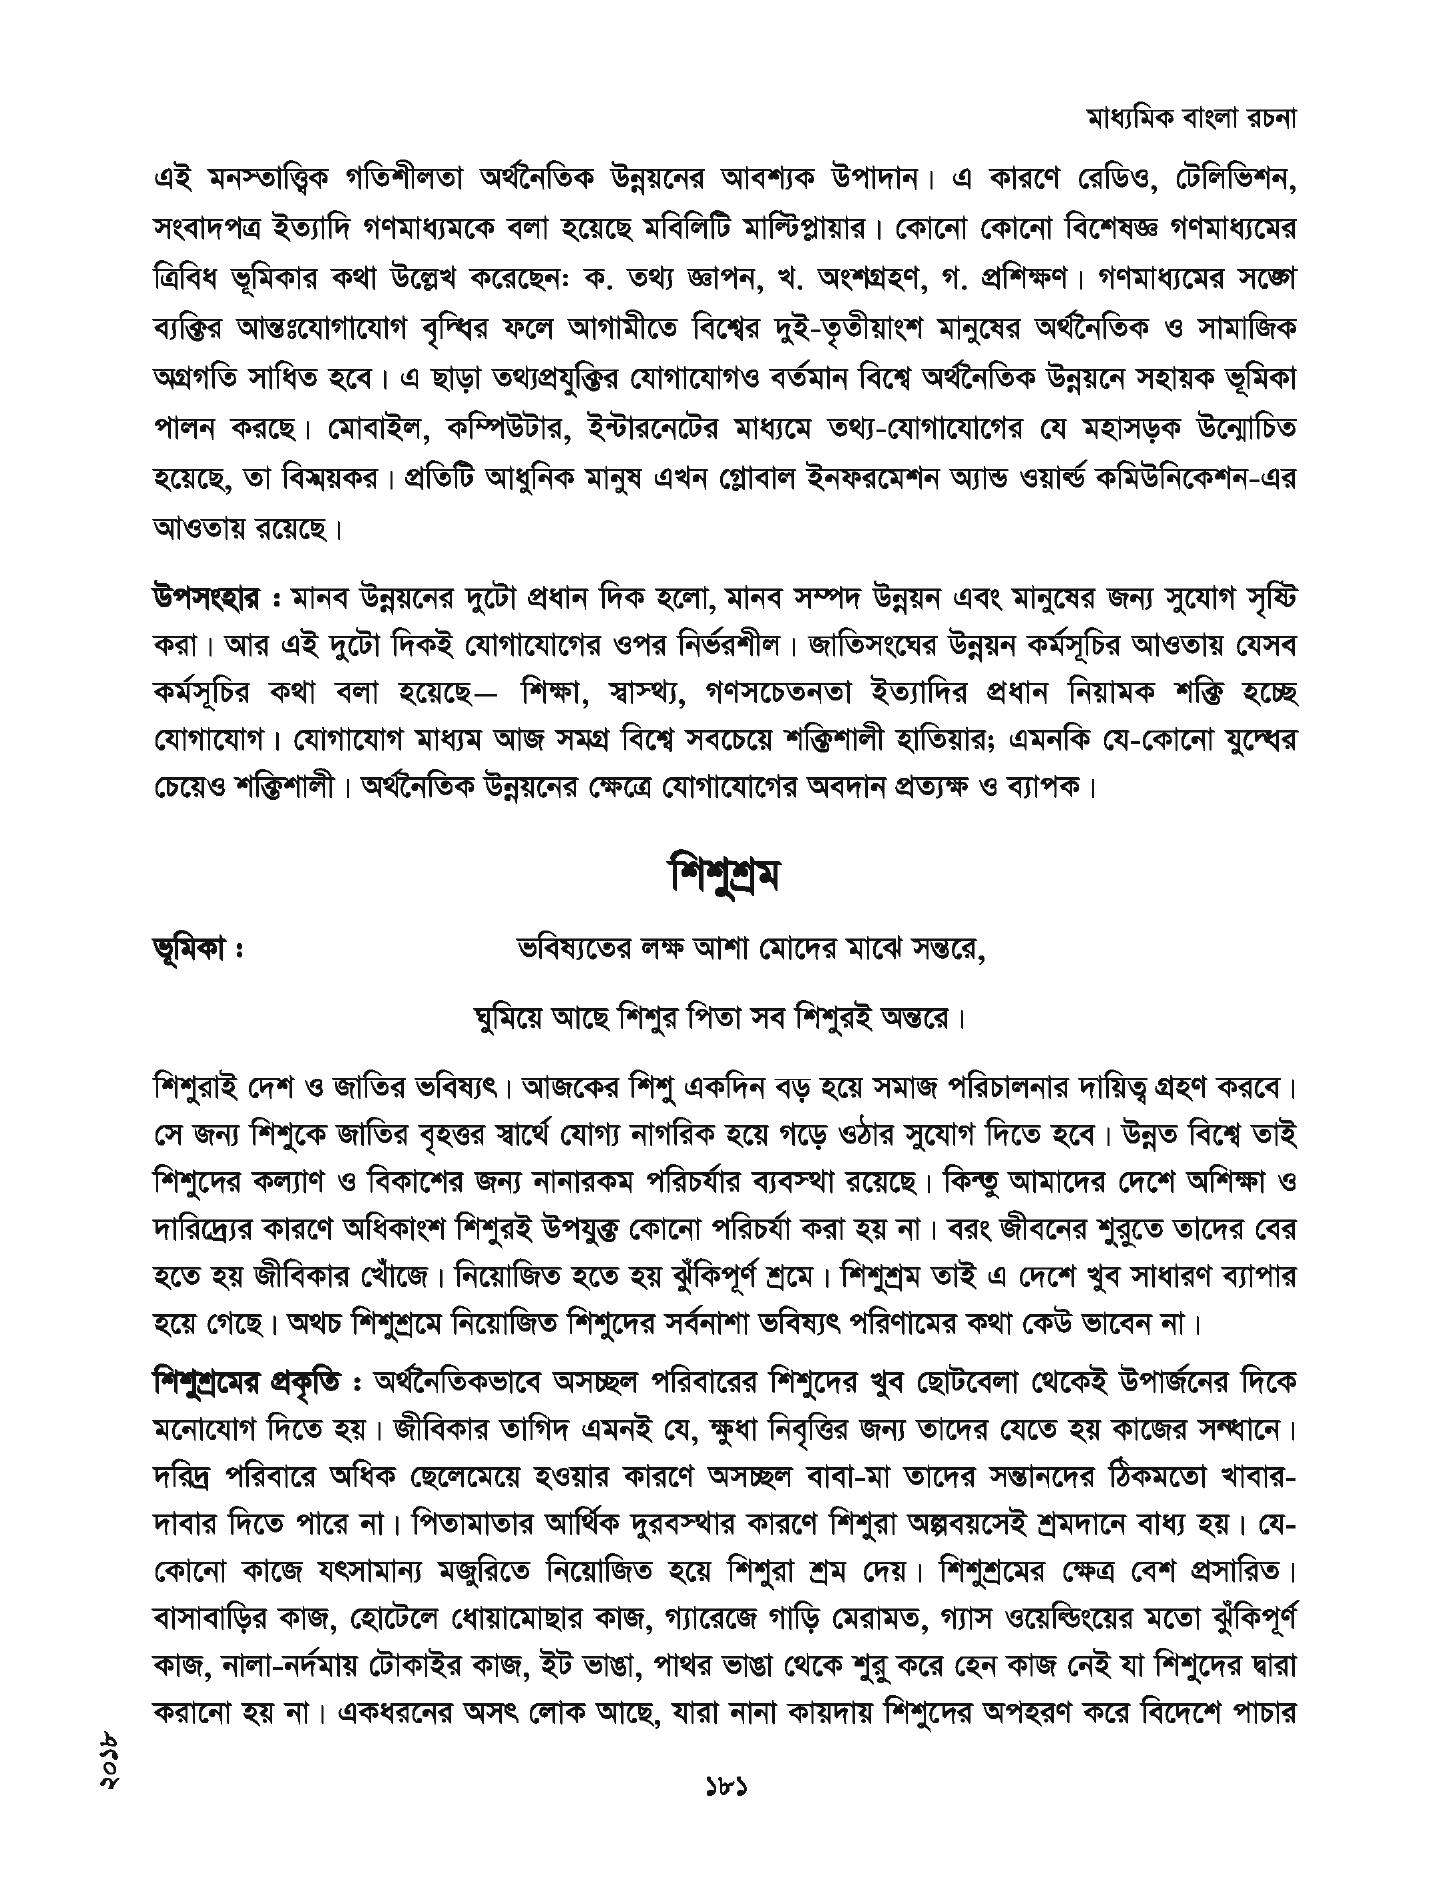 মাধ্যমিক বাংলা রচনা
এই মনস্তাত্ত্বিক গতিশীলতা অর্থনৈতিক উন্নয়নের আবশ্যক উপাদান। এ কারণে রেডিও, টেলিভিশন,
সংবাদপত্র ইত্যাদি গণমাধ্যমকে বলা হয়েছে মবিলিটি মাল্টিপ্লায়ার। কোনো কোনো বিশেষজ্ঞ গণমাধ্যমের
ত্রিবিধ ভূমিকার কথা উল্লেখ করেছেন: ক. তথ্য জ্ঞাপন, খ. অংশগ্রহণ, গ. প্রশিক্ষণ। গণমাধ্যমের সঙ্গে
ব্যক্তির আন্তঃযোগাযোগ বৃদ্ধির ফলে আগামীতে বিশ্বের দুই-তৃতীয়াংশ মানুষের অর্থনৈতিক ও সামাজিক
অগ্রগতি সাধিত হবে। এ ছাড়া তথ্যপ্রযুক্তির যোগাযোগও বর্তমান বিশ্বে অর্থনৈতিক উন্নয়নে সহায়ক ভূমিকা
পালন করছে। মোবাইল, কম্পিউটার, ইন্টারনেটের মাধ্যমে তথ্য-যোগাযোগের যে মহাসড়ক উন্মোচিত
হয়েছে, তা বিস্ময়কর। প্রতিটি আধুনিক মানুষ এখন গ্লোবাল ইনফরমেশন অ্যান্ড ওয়ার্ল্ড কমিউনিকেশন-এর
আওতায় রয়েছে।
উপসংহার : মানব উন্নয়নের দুটো প্রধান দিক হলো, মানব সম্পদ উন্নয়ন এবং মানুষের জন্য সুযোগ সৃষ্টি
করা। আর এই দুটো দিকই যোগাযোগের ওপর নির্ভরশীল। জাতিসংঘের উন্নয়ন কর্মসূচির আওতায় যেসব
কর্মসূচির কথা বলা হয়েছে— শিক্ষা, স্বাস্থ্য, গণসচেতনতা ইত্যাদির প্রধান নিয়ামক শক্তি হচ্ছে
যোগাযোগ। যোগাযোগ মাধ্যম আজ সমগ্র বিশ্বে সবচেয়ে শক্তিশালী হাতিয়ার; এমনকি যে-কোনো যুদ্ধের
চেয়েও শক্তিশালী। অর্থনৈতিক উন্নয়নের ক্ষেত্রে যোগাযোগের অবদান প্রত্যক্ষ ও ব্যাপক।
শিশুশ্রম
ভূমিকা : ভবিষ্যতের লক্ষ আশা মোদের মাঝে সন্তরে,
ঘুমিয়ে আছে শিশুর পিতা সব শিশুরই অন্তরে।
শিশুরাই দেশ ও জাতির ভবিষ্যৎ। আজকের শিশু একদিন বড় হয়ে সমাজ পরিচালনার দায়িত্ব গ্রহণ করবে।
সে জন্য শিশুকে জাতির বৃহত্তর স্বার্থে যোগ্য নাগরিক হয়ে গড়ে ওঠার সুযোগ দিতে হবে। উন্নত বিশ্বে তাই
শিশুদের কল্যাণ ও বিকাশের জন্য নানারকম পরিচর্যার ব্যবস্থা রয়েছে। কিন্তু আমাদের দেশে অশিক্ষা ও
দারিদ্র্যের কারণে অধিকাংশ শিশুরই উপযুক্ত কোনো পরিচর্যা করা হয় না। বরং জীবনের শুরুতে তাদের বের
হতে হয় জীবিকার খোঁজে। নিয়োজিত হতে হয় ঝুঁকিপূর্ণ শ্রমে। শিশুশ্রম তাই এ দেশে খুব সাধারণ ব্যাপার
হয়ে গেছে। অথচ শিশুশ্রমে নিয়োজিত শিশুদের সর্বনাশা ভবিষ্যৎ পরিণামের কথা কেউ ভাবেন না।
শিশুশ্রমের প্রকৃতি : অর্থনৈতিকভাবে অসচ্ছল পরিবারের শিশুদের খুব ছোটবেলা থেকেই উপার্জনের দিকে
মনোযোগ দিতে হয়। জীবিকার তাগিদ এমনই যে, ক্ষুধা নিবৃত্তির জন্য তাদের যেতে হয় কাজের সন্ধানে।
দরিদ্র পরিবারে অধিক ছেলেমেয়ে হওয়ার কারণে অসচ্ছল বাবা-মা তাদের সন্তানদের ঠিকমতো খাবার-
দাবার দিতে পারে না। পিতামাতার আর্থিক দুরবস্থার কারণে শিশুরা অল্পবয়সেই শ্রমদানে বাধ্য হয়। যে-
কোনো কাজে যৎসামান্য মজুরিতে নিয়োজিত হয়ে শিশুরা শ্রম দেয়। শিশুশ্রমের ক্ষেত্র বেশ প্রসারিত।
বাসাবাড়ির কাজ, হোটেলে ধোয়ামোছার কাজ, গ্যারেজে গাড়ি মেরামত, গ্যাস ওয়েল্ডিংয়ের মতো ঝুঁকিপূর্ণ
কাজ, নালা-নর্দমায় টোকাইর কাজ, ইট ভাঙা, পাথর ভাঙা থেকে শুরু করে হেন কাজ নেই যা শিশুদের দ্বারা
করানো হয় না। একধরনের অসৎ লোক আছে, যারা নানা কায়দায় শিশুদের অপহরণ করে বিদেশে পাচার
২০১৮
১৮১